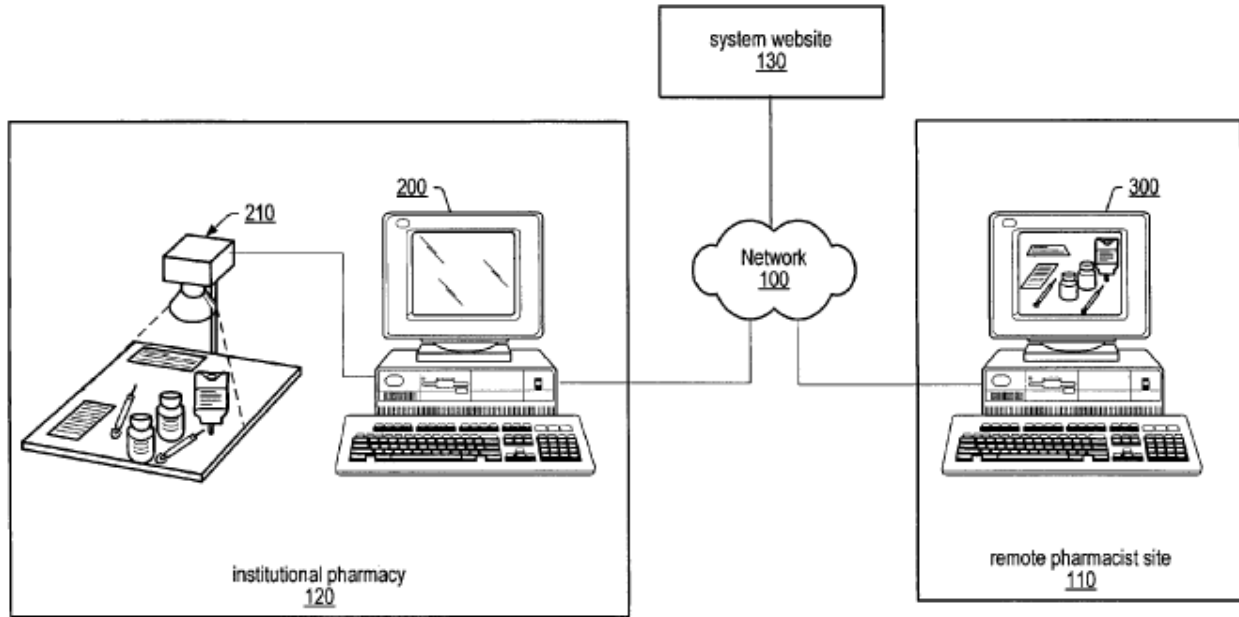 system website
130
200
210
300
Network
100
institutional pharmacy
120
remote pharmacist site
110